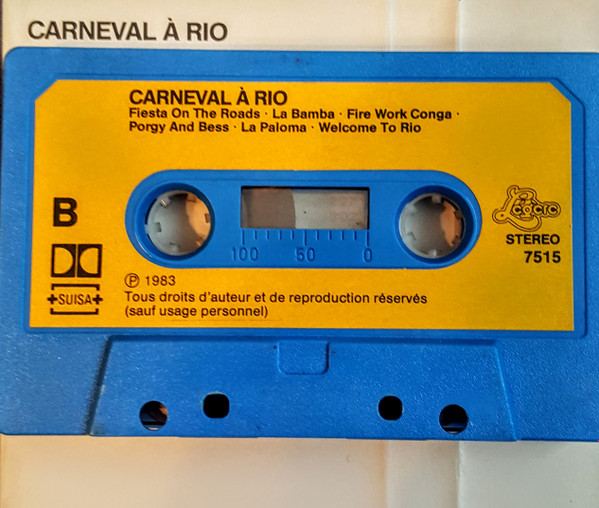 CARNEVAL À RIO
CARNEVAL À RIO
Fiesta On The Roads · La Bamba · Fire Work Conga ·
Porgy And Bess · La Paloma · Welcome To Rio
B
STEREO
7515
100 50 0
+SUISA+
Ⓟ 1983
Tous droits d'auteur et de reproduction réservés
(sauf usage personnel)